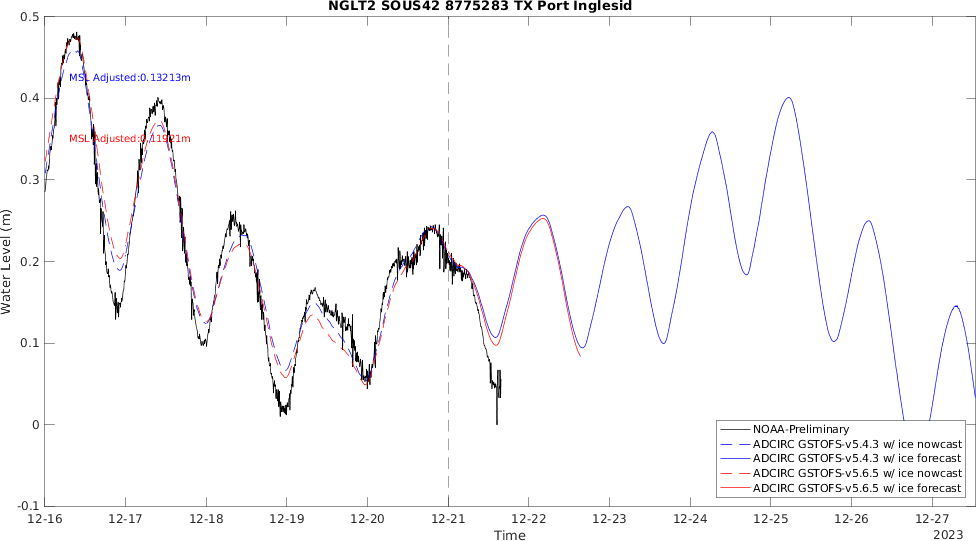 NGLT2 SOUS42 8775283 TX Port Inglesid
0.5
0.4
0.3
0.2
0.1
0
-0.1
Water Level (m)
MSL Adjusted:0.13213m
MSL Adjusted:0.11921m
NOAA-Preliminary
ADCIRC GSTOFS-v5.4.3 w/ ice nowcast
ADCIRC GSTOFS-v5.4.3 w/ ice forecast
ADCIRC GSTOFS-v5.6.5 w/ ice nowcast
ADCIRC GSTOFS-v5.6.5 w/ ice forecast
12-16 12-17 12-18 12-19 12-20 12-21 12-22 12-23 12-24 12-25 12-26 12-27
Time
2023